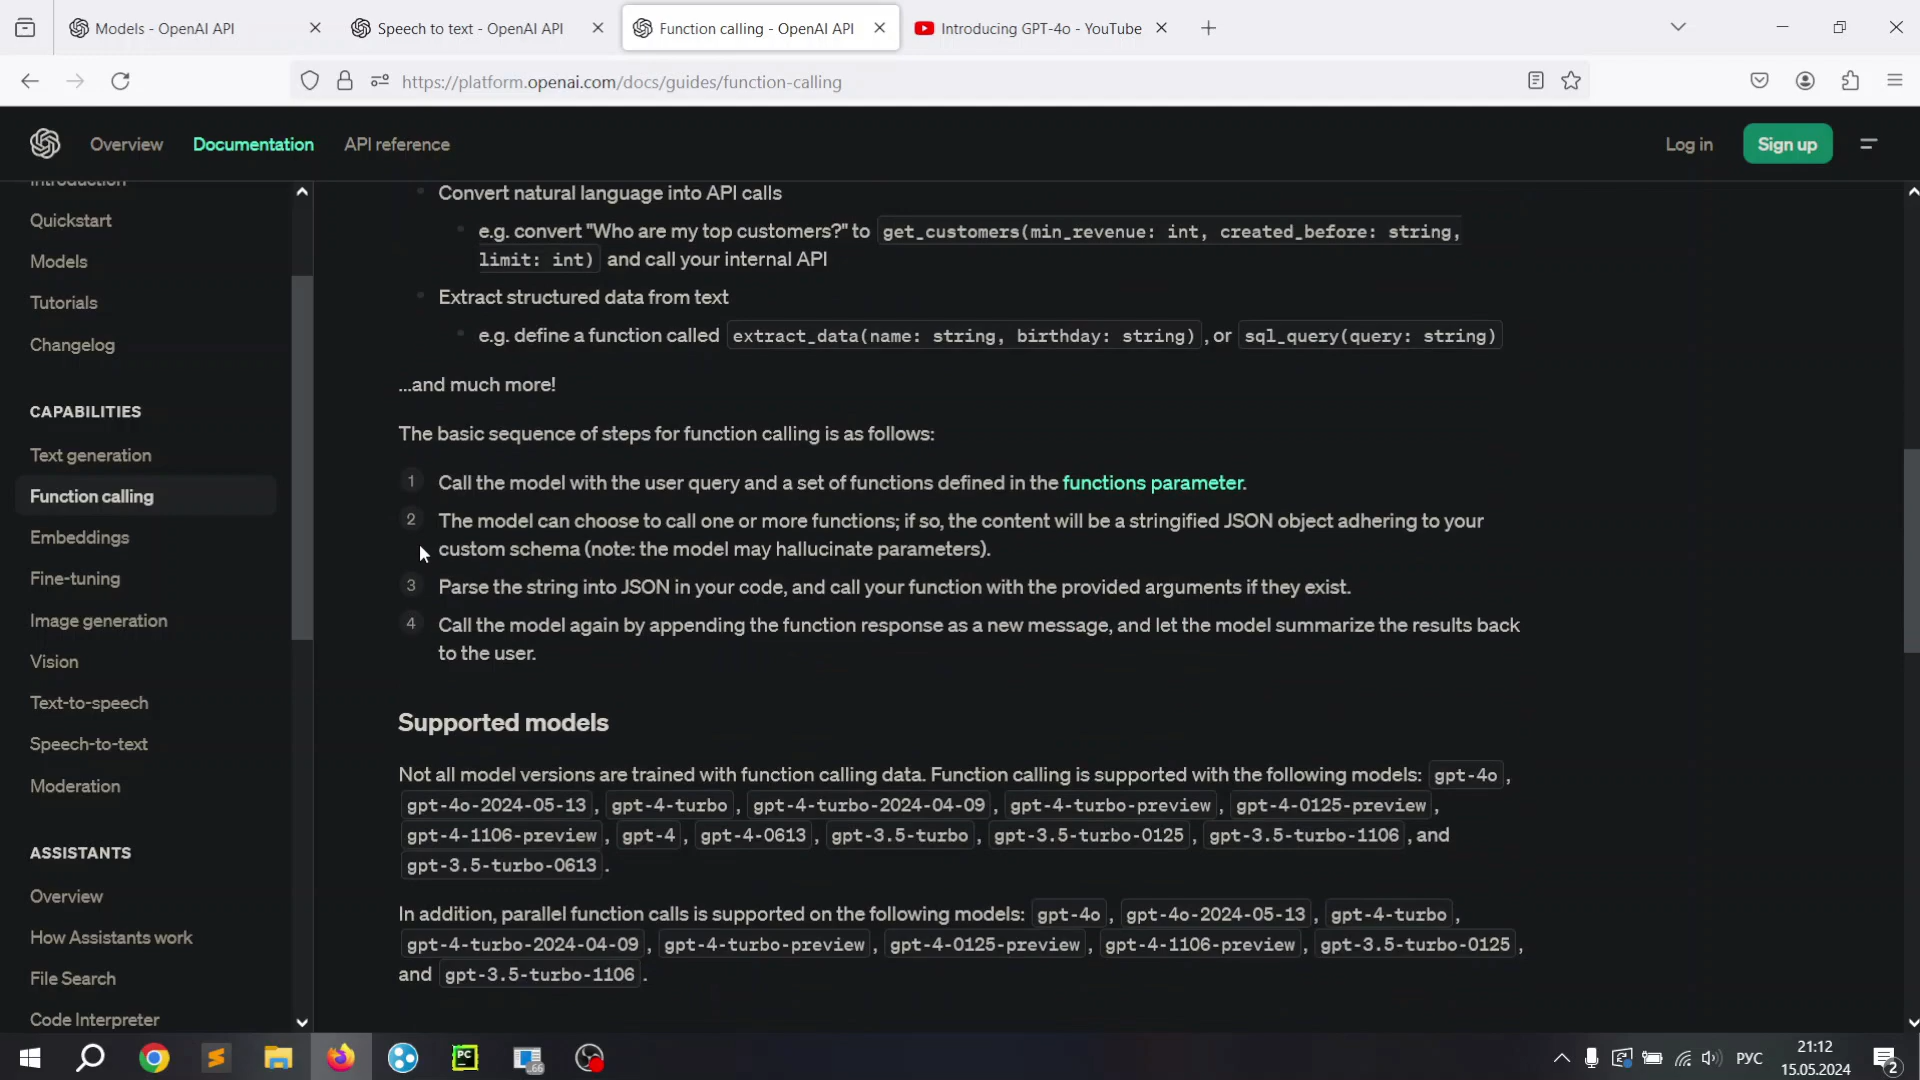 Models - OpenAI API
Speech to text - OpenAI API
Function calling - OpenAI API
Introducing GPT-4o - YouTube
https://platform.openai.com/docs/guides/function-calling
Overview
Documentation
API reference
Log in
Sign up
Introduction
Quickstart
Models
Tutorials
Changelog
CAPABILITIES
Text generation
Function calling
Embeddings
Fine-tuning
Image generation
Vision
Text-to-speech
Speech-to-text
Moderation
ASSISTANTS
Overview
How Assistants work
File Search
Code Interpreter
Convert natural language into API calls
e.g. convert "Who are my top customers?" to get_customers(min_revenue: int, created_before: string,
limit: int) and call your internal API
Extract structured data from text
e.g. define a function called extract_data(name: string, birthday: string), or sql_query(query: string)
...and much more!
The basic sequence of steps for function calling is as follows:
1 Call the model with the user query and a set of functions defined in the functions parameter.
2 The model can choose to call one or more functions; if so, the content will be a stringified JSON object adhering to your
custom schema (note: the model may hallucinate parameters).
3 Parse the string into JSON in your code, and call your function with the provided arguments if they exist.
4 Call the model again by appending the function response as a new message, and let the model summarize the results back
to the user.
Supported models
Not all model versions are trained with function calling data. Function calling is supported with the following models: gpt-4o,
gpt-4o-2024-05-13, gpt-4-turbo, gpt-4-turbo-2024-04-09, gpt-4-turbo-preview, gpt-4-0125-preview,
gpt-4-1106-preview, gpt-4, gpt-4-0613, gpt-3.5-turbo, gpt-3.5-turbo-0125, gpt-3.5-turbo-1106, and
gpt-3.5-turbo-0613.
In addition, parallel function calls is supported on the following models: gpt-4o, gpt-4o-2024-05-13, gpt-4-turbo,
gpt-4-turbo-2024-04-09, gpt-4-turbo-preview, gpt-4-0125-preview, gpt-4-1106-preview, gpt-3.5-turbo-0125,
and gpt-3.5-turbo-1106.
PC
66
РУС
21:12
15.05.2024
2